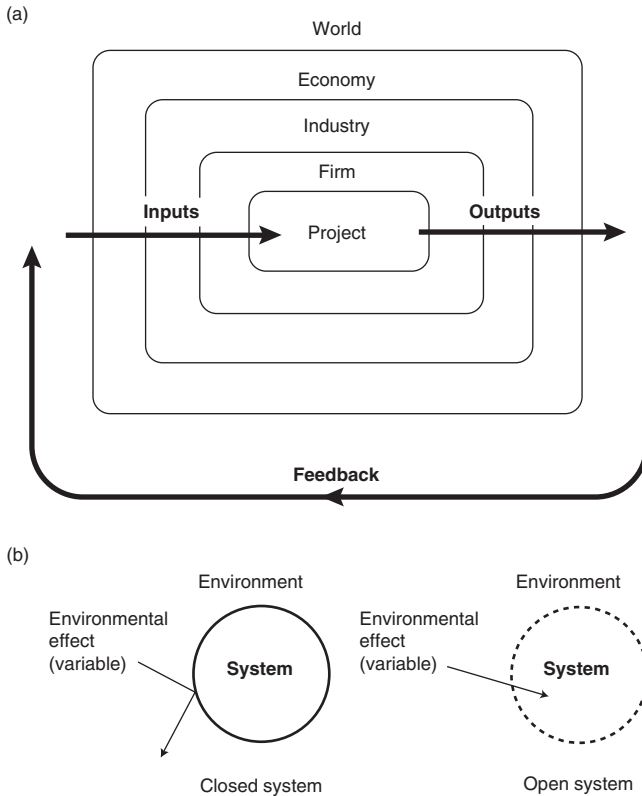 (a)
World
Economy
Industry
Firm
Inputs
Outputs
Project
Feedback
(b)
Environment
Environmental
effect
(variable)
System
Closed system
Environment
Environmental
effect
(variable)
System
Open system